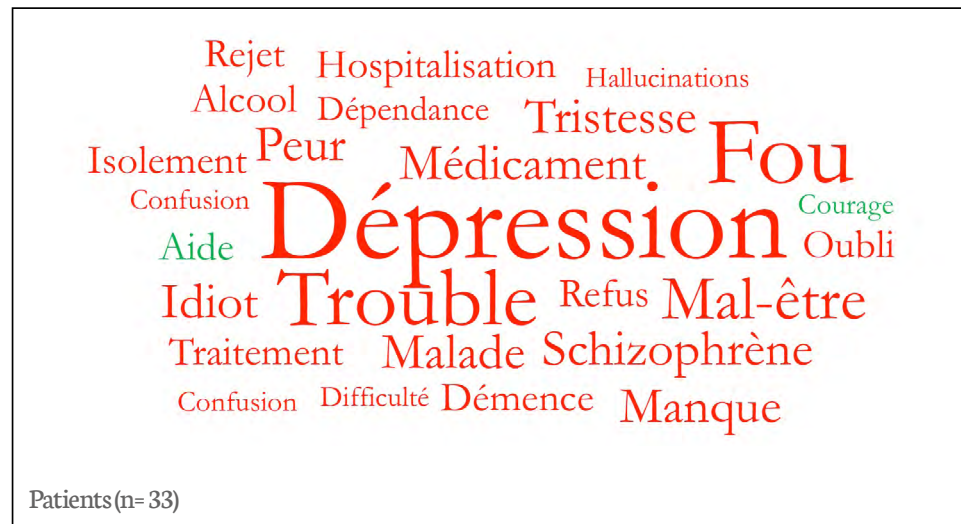 Rejet Hospitalisation Hallucinations
Alcool Dépendance Tristesse
Isolement Peur Médicament Fou
Confusion Dépression Courage
Aide Oubli
Idiot Trouble Refus Mal-être
Traitement Malade Schizophrène
Confusion Difficulté Démence Manque
Patients (n= 33)